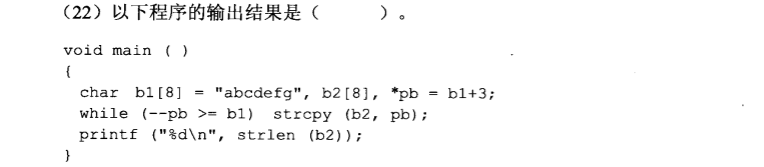 （22）以下程序的输出结果是（ ）。
void main ( )
{
char b1[8] = "abcdefg", b2[8], *pb = b1+3;
while (--pb >= b1) strcpy (b2, pb);
printf ("%d\n", strlen (b2));
}